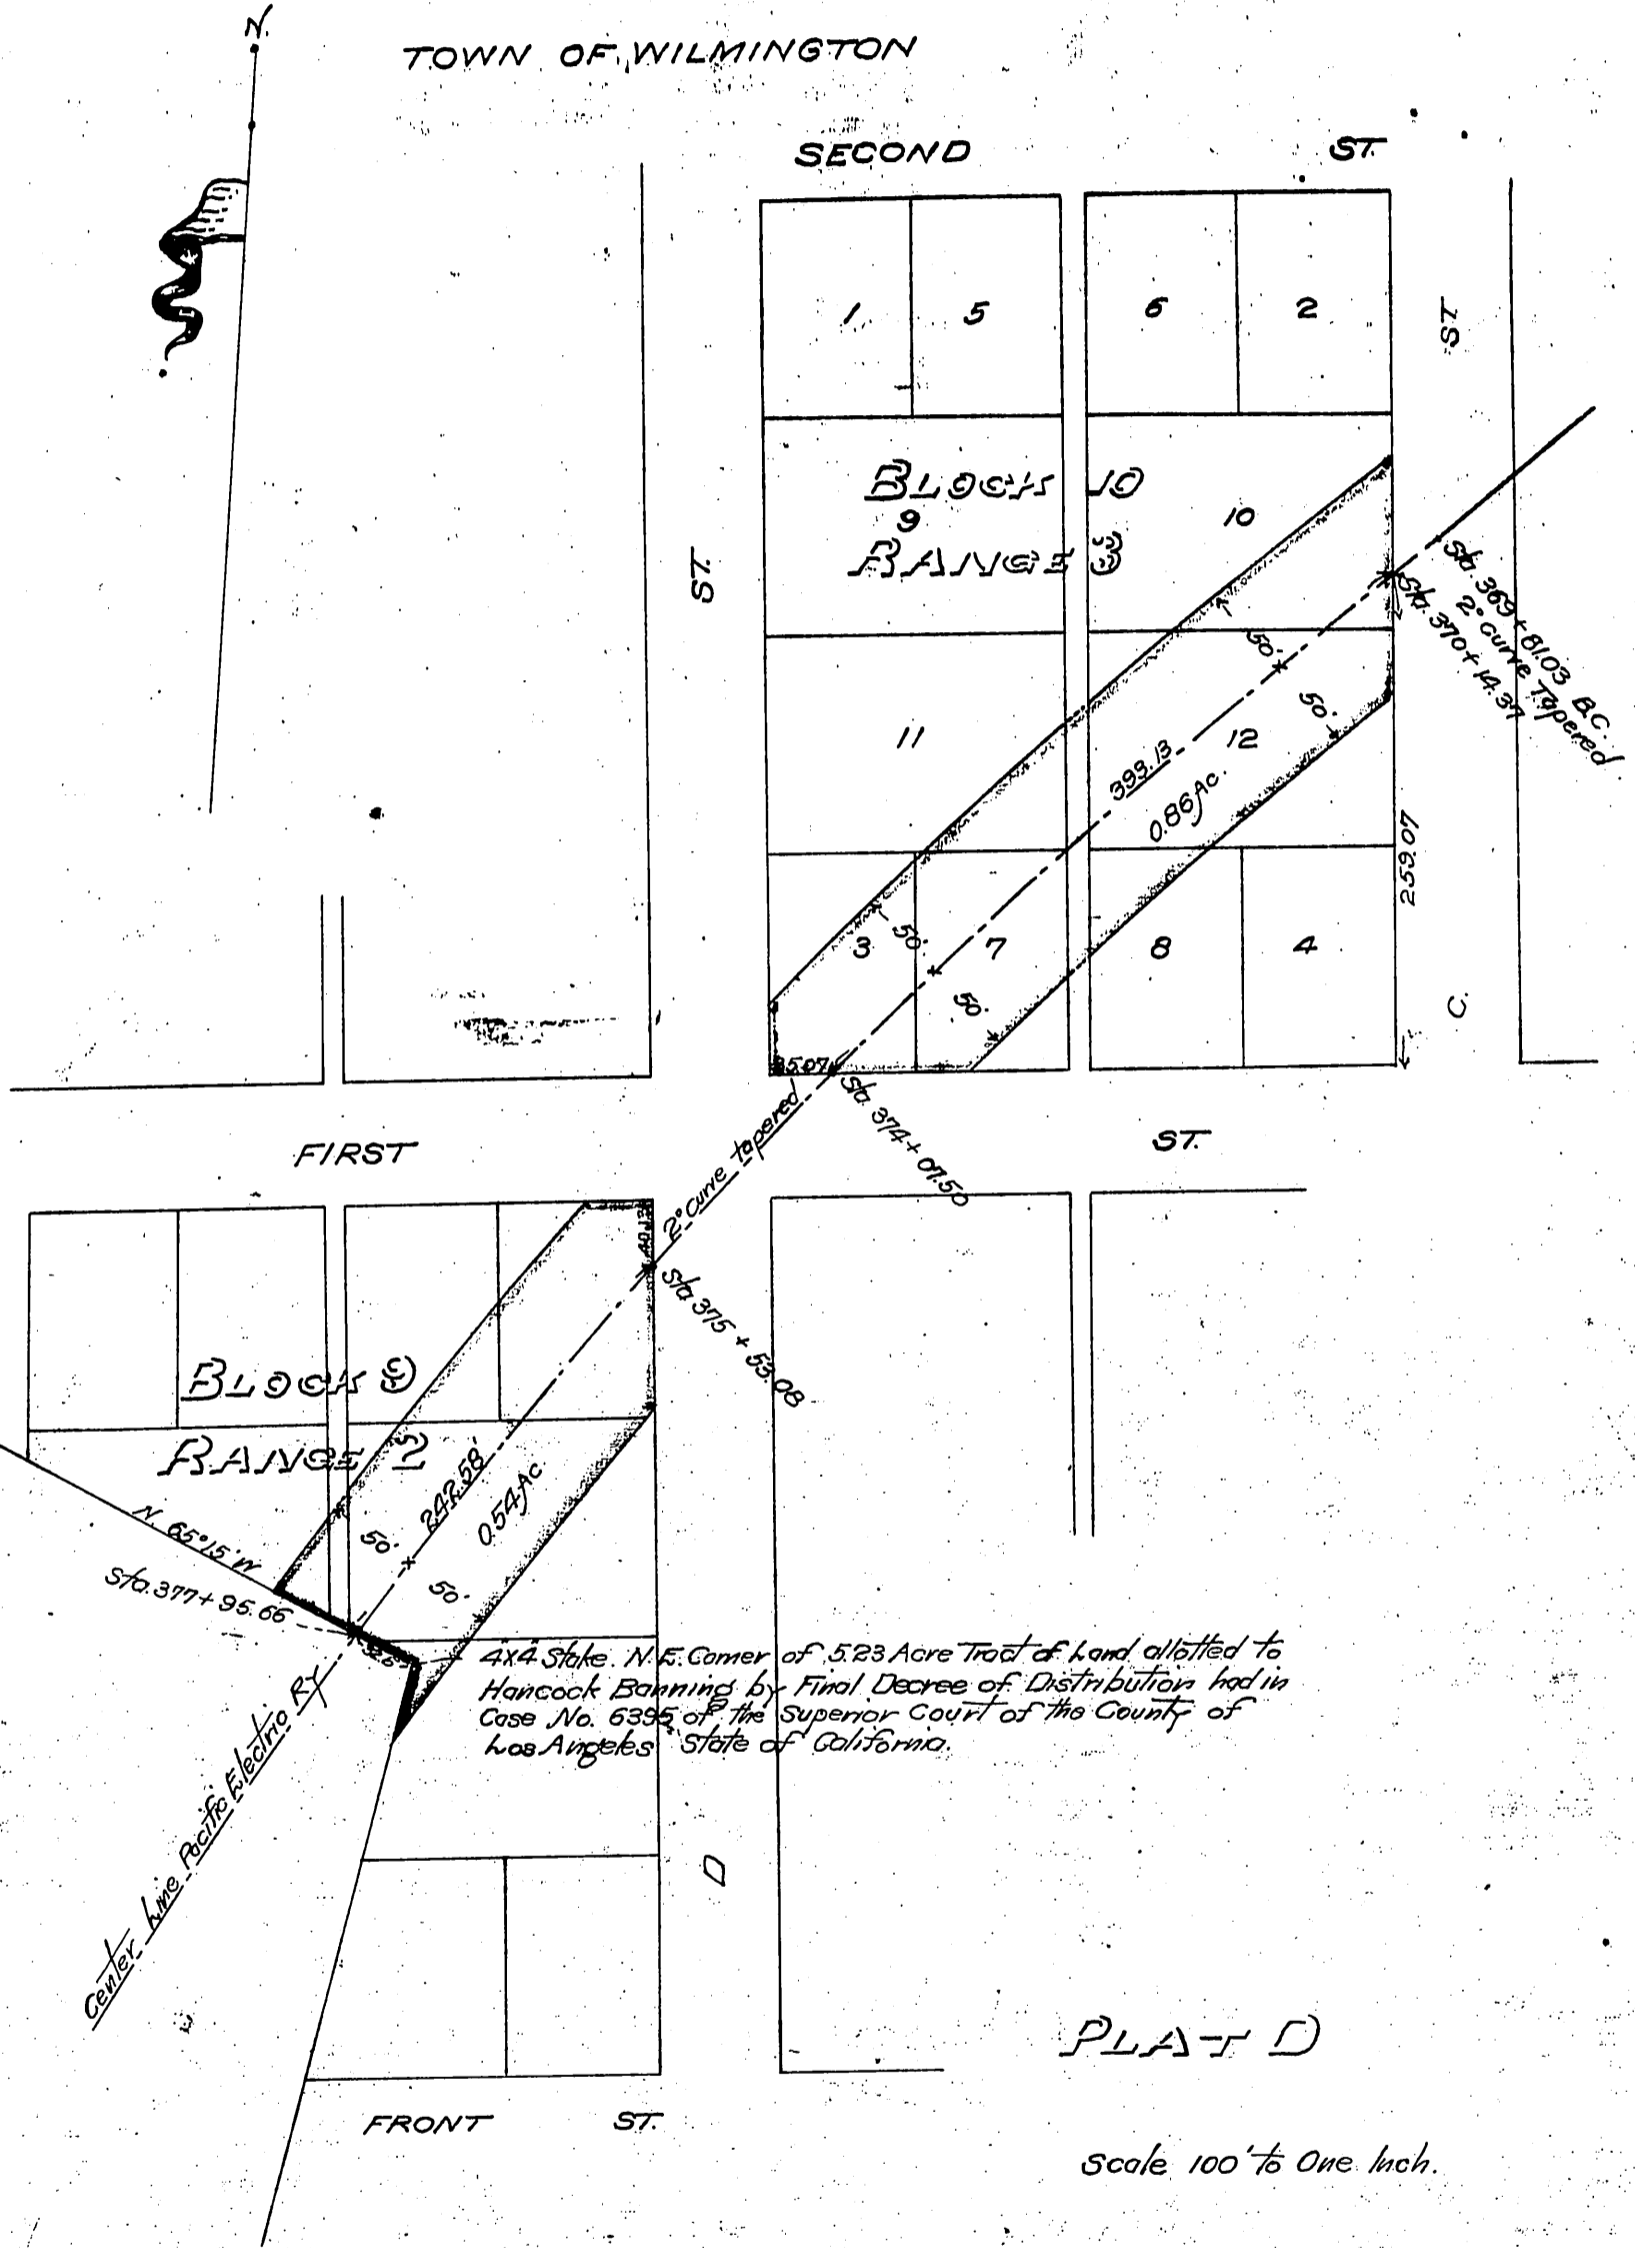 N.
TOWN OF WILMINGTON
SECOND ST.
1 5 6 2
ST.
BLOCK 10
9 10
RANGE 3
ST.
Sta. 369 + 81.03 B.C.
2° curve Tapered
Sta. 370 + 14.37
50.
50.
11
393.13
12
0.86 Ac.
259.07
3
50.
7
8
4
50.
C.
35.07
Sta. 374 + 07.50
2° Curve tapered
FIRST ST.
Sta. 375 + 53.08
BLOCK 9
RANGE 2
242.58'
0.54 Ac.
50.
50.
N. 65° 15' W
Sta. 377 + 95.66
4x4 Stake. N.E. Corner of 5.23 Acre Tract of Land allotted to
Hancock Banning by Final Decree of Distribution had in
Case No. 6395 of the Superior Court of the County of
Los Angeles State of California.
Center Line Pacific Electric Ry
D
PLAT D
FRONT ST.
Scale 100' to One Inch.